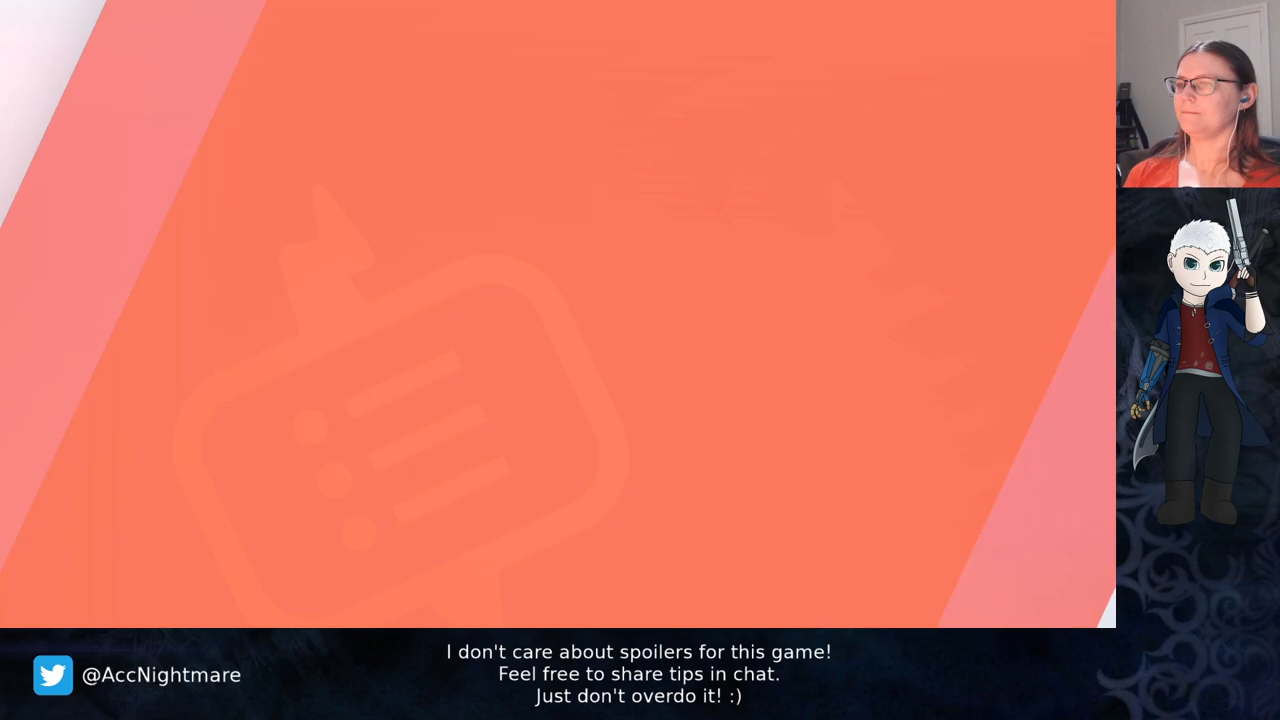 @AccNightmare
I don't care about spoilers for this game!
Feel free to share tips in chat.
Just don't overdo it! :)